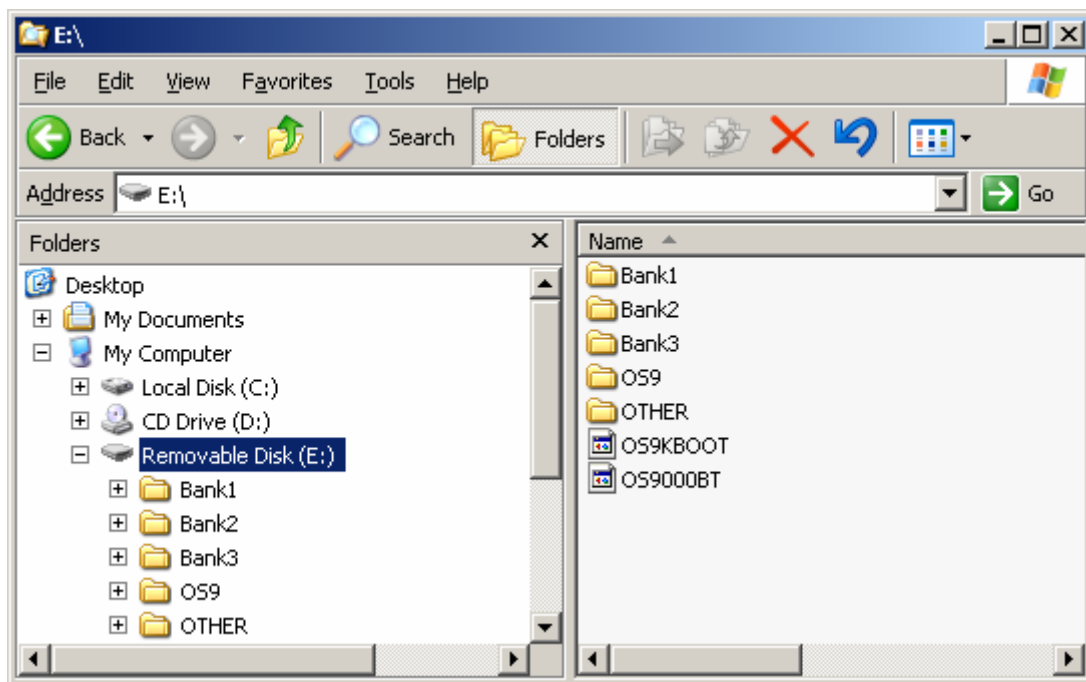 E:\
File Edit View Favorites Tools Help
Back Search Folders
Address E:\ Go
Folders
Desktop
My Documents
My Computer
Local Disk (C:)
CD Drive (D:)
Removable Disk (E:)
Bank1
Bank2
Bank3
OS9
OTHER
Name
Bank1
Bank2
Bank3
OS9
OTHER
OS9KBOOT
OS9000BT